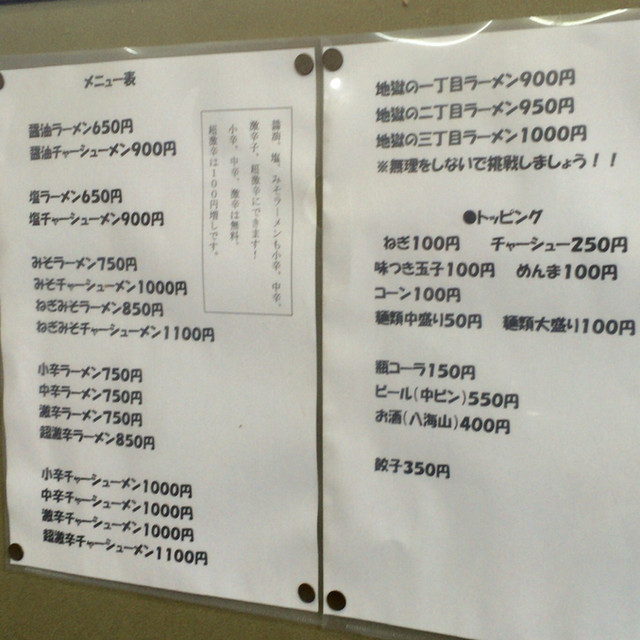 メニュー表
醤油ラーメン650円
醤油チャーシューメン900円
塩ラーメン650円
塩チャーシューメン900円
みそラーメン750円
みそチャーシューメン1000円
ねぎみそラーメン850円
ねぎみそチャーシューメン1100円
小辛ラーメン750円
中辛ラーメン750円
激辛ラーメン750円
超激辛ラーメン850円
小辛チャーシューメン1000円
中辛チャーシューメン1000円
激辛チャーシューメン1000円
超激辛チャーシューメン1100円
醤油、塩、みそラーメンも小辛、中辛、
激辛子、超激辛にできます！
小辛、中辛、激辛は無料、
超激辛は１００円増しです。
地獄の一丁目ラーメン900円
地獄の二丁目ラーメン950円
地獄の三丁目ラーメン1000円
※無理をしないで挑戦しましょう！！
●トッピング
ねぎ100円 チャーシュー250円
味つき玉子100円 めんま100円
コーン100円
麺類中盛り50円 麺類大盛り100円
瓶コーラ150円
ビール(中ビン)550円
お酒(八海山)400円
餃子350円